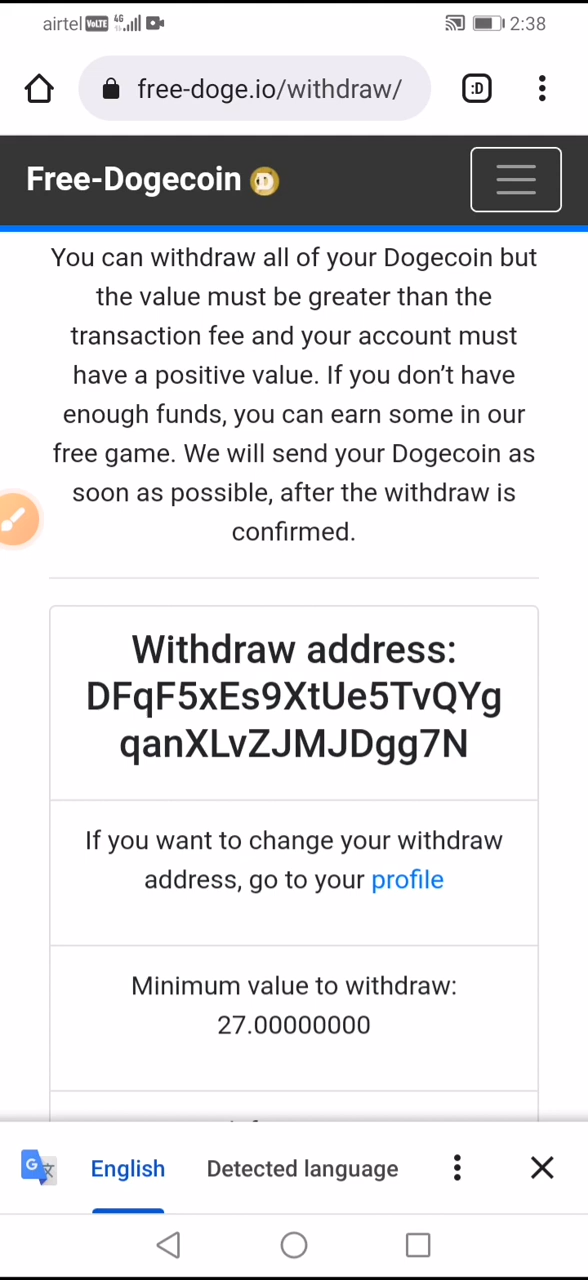 airtel VoLTE 4G 2:38
free-doge.io/withdraw/ :D
Free-Dogecoin
You can withdraw all of your Dogecoin but
the value must be greater than the
transaction fee and your account must
have a positive value. If you don’t have
enough funds, you can earn some in our
free game. We will send your Dogecoin as
soon as possible, after the withdraw is
confirmed.
Withdraw address:
DFqF5xEs9XtUe5TvQYg
qanXLvZJMJDgg7N
If you want to change your withdraw
address, go to your profile
Minimum value to withdraw:
27.00000000
English Detected language